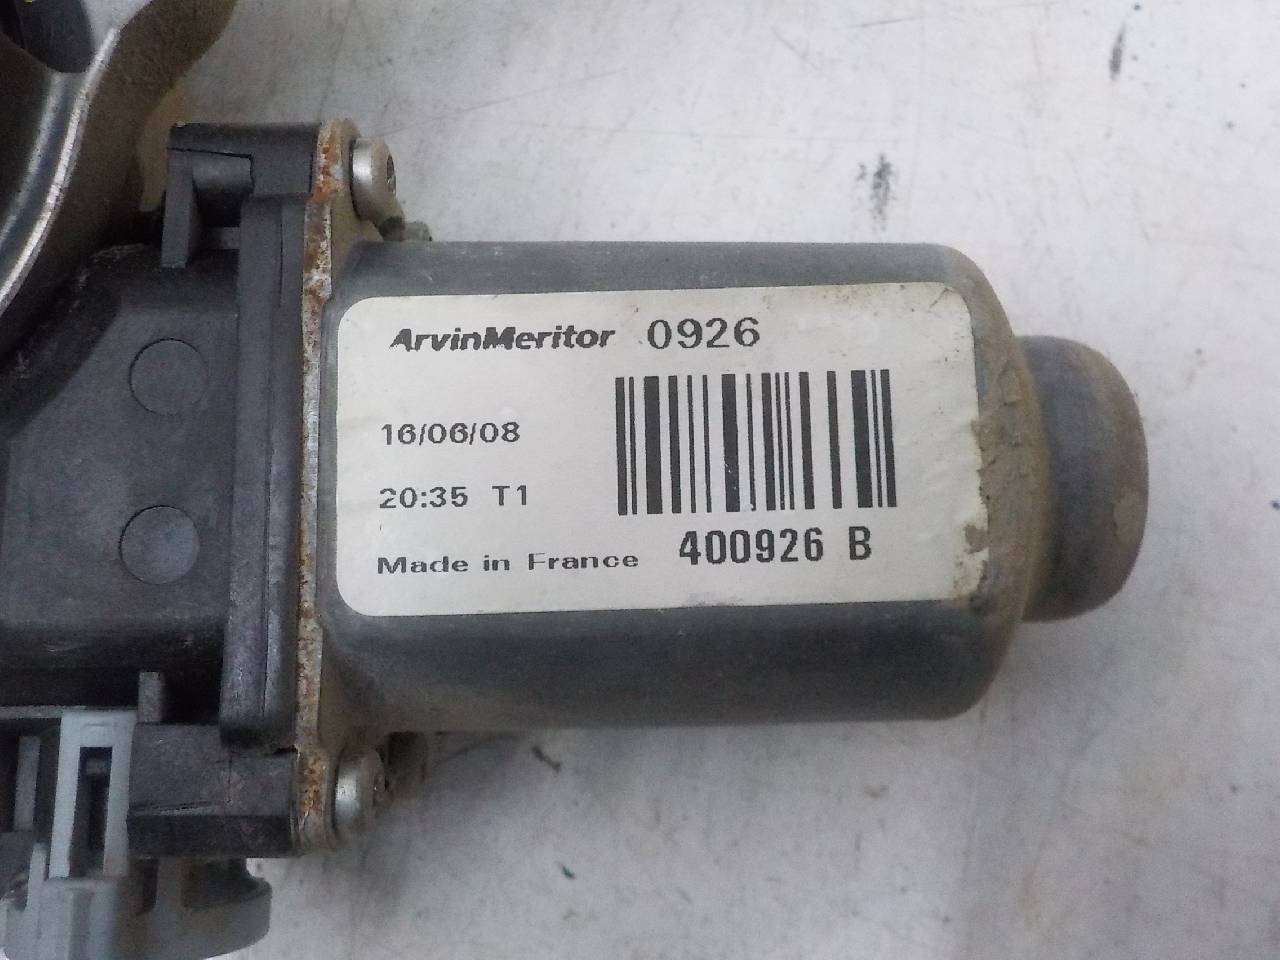 ArvinMeritor 0926
16/06/08
20:35 T1
Made in France 400926 B